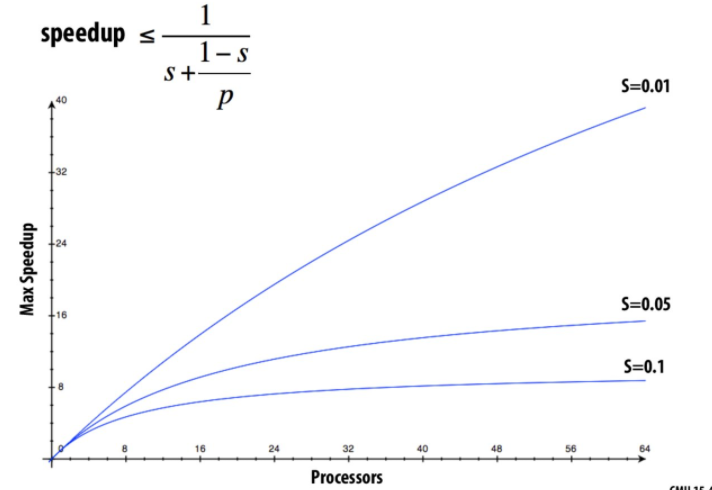 speedup ≤ 1 / (s + (1 − s) / p)
S=0.01
40
32
24
Max Speedup
S=0.05
16
S=0.1
8
0 8 16 24 32 40 48 56 64
Processors